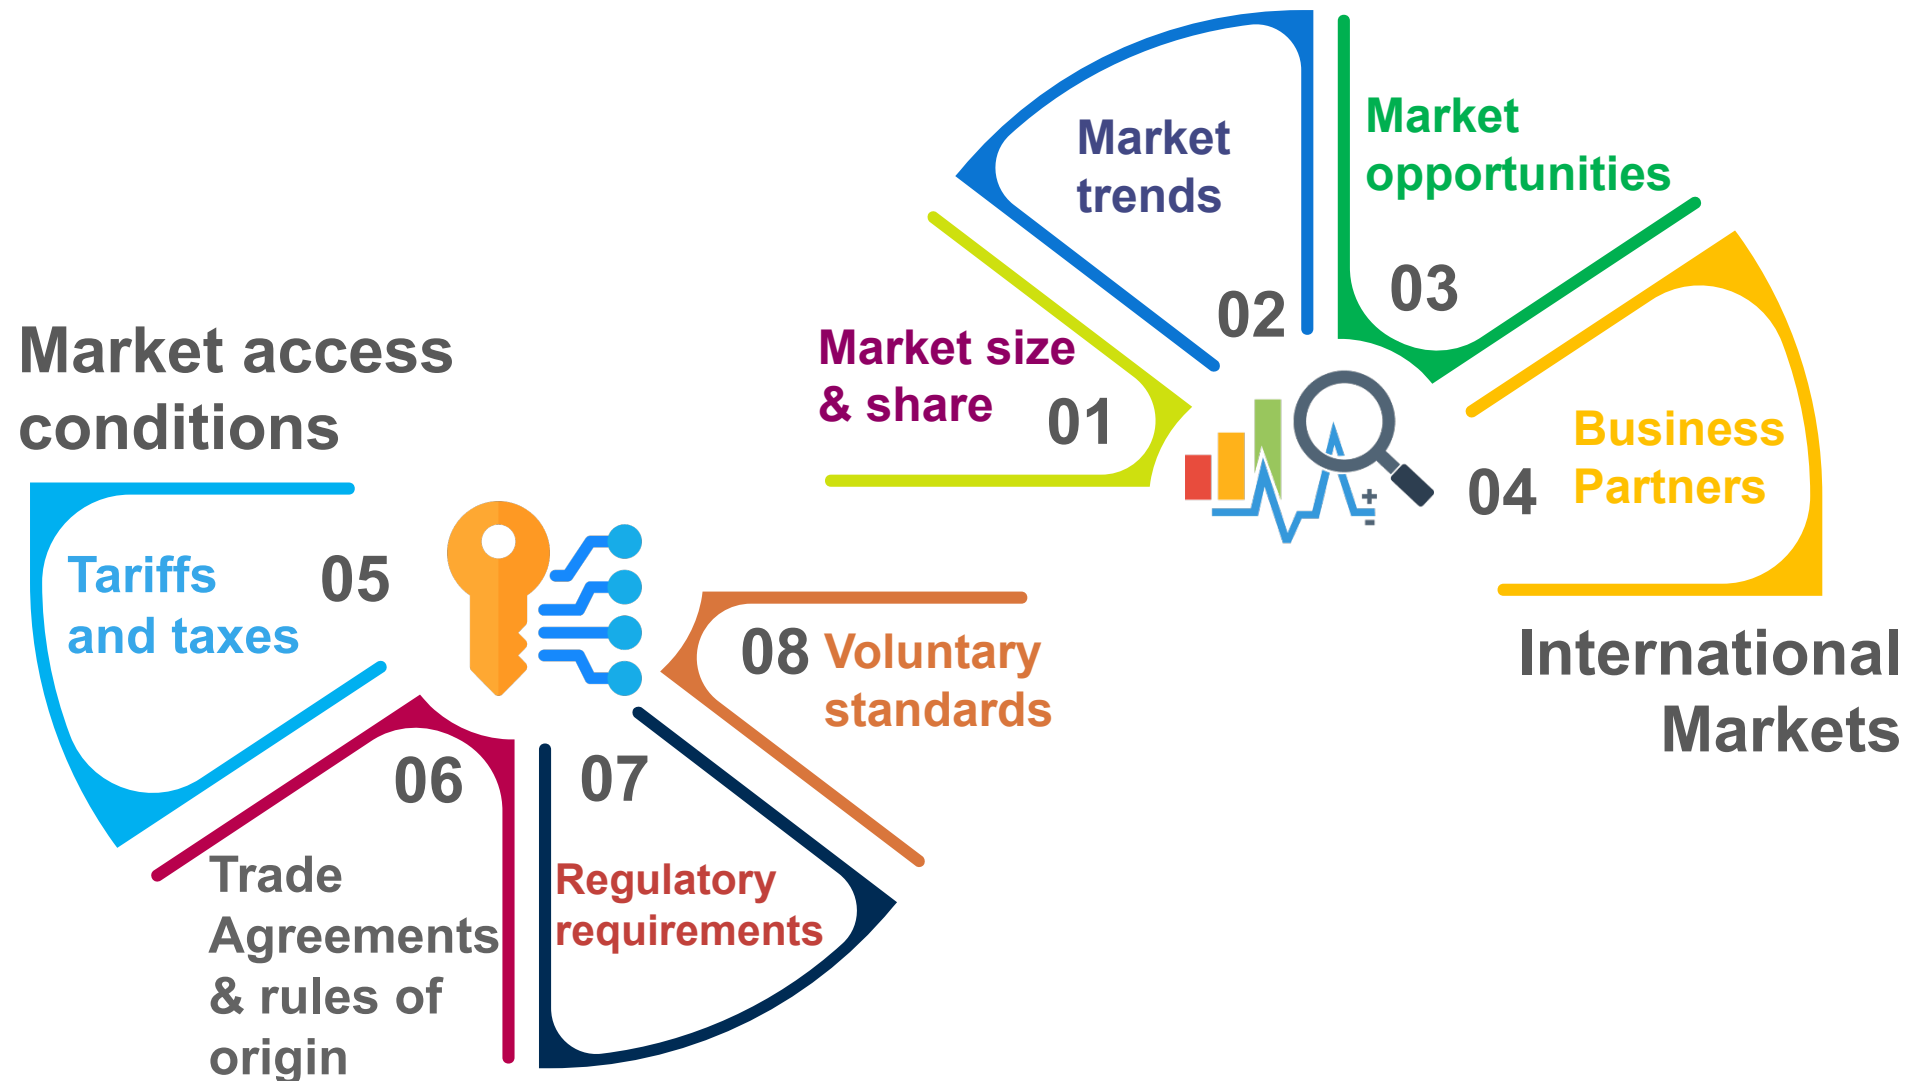 Market access
conditions
Tariffs
and taxes
05
06
Trade
Agreements
& rules of
origin
07
Regulatory
requirements
08
Voluntary
standards
Market size
& share
01
Market
trends
02
Market
opportunities
03
04
Business
Partners
International
Markets